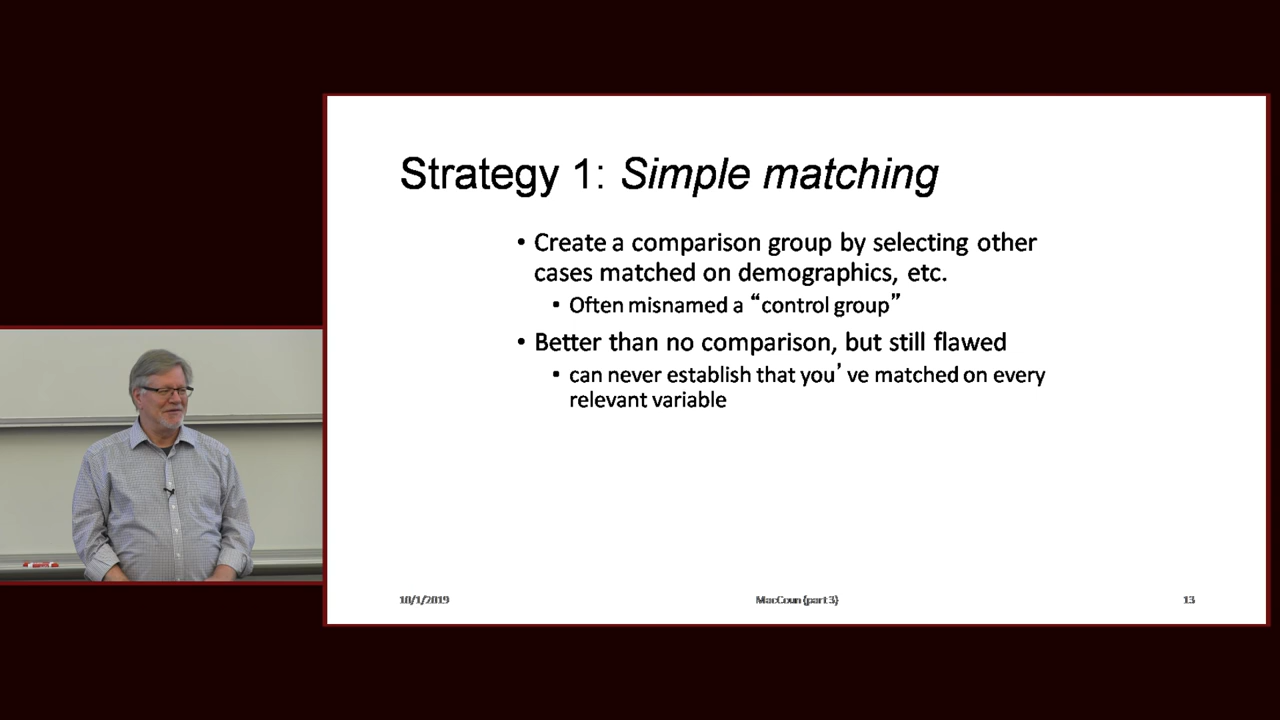 Strategy 1: Simple matching
• Create a comparison group by selecting other
cases matched on demographics, etc.
• Often misnamed a “control group”
• Better than no comparison, but still flawed
• can never establish that you’ ve matched on every
relevant variable
10/1/2019 MacCoun (part 3) 13